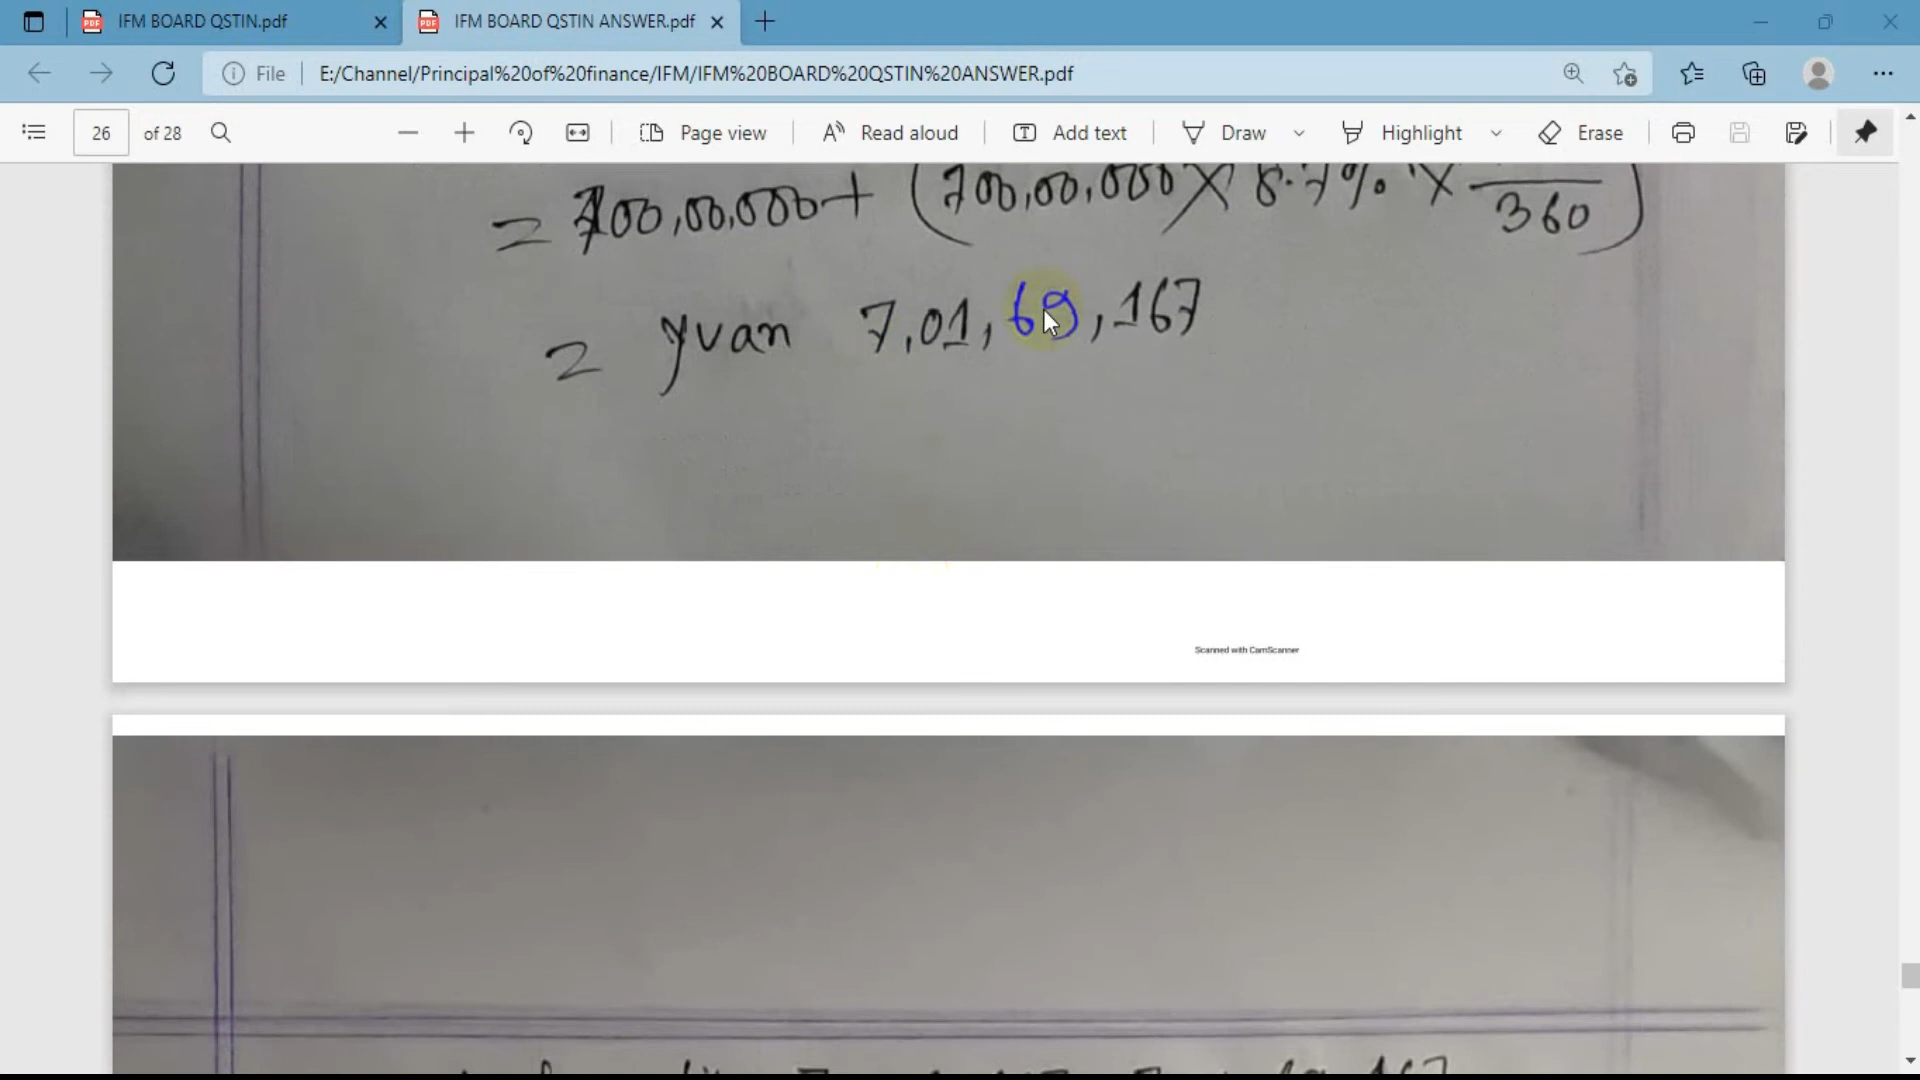 IFM BOARD QSTIN.pdf
IFM BOARD QSTIN ANSWER.pdf
File
E:/Channel/Principal%20of%20finance/IFM/IFM%20BOARD%20QSTIN%20ANSWER.pdf
26 of 28
Page view
Read aloud
Add text
Draw
Highlight
Erase
= 700,00,000 + (700,00,000 X 8.7% X /360)
= yuan 7,01,69,167
Scanned with CamScanner